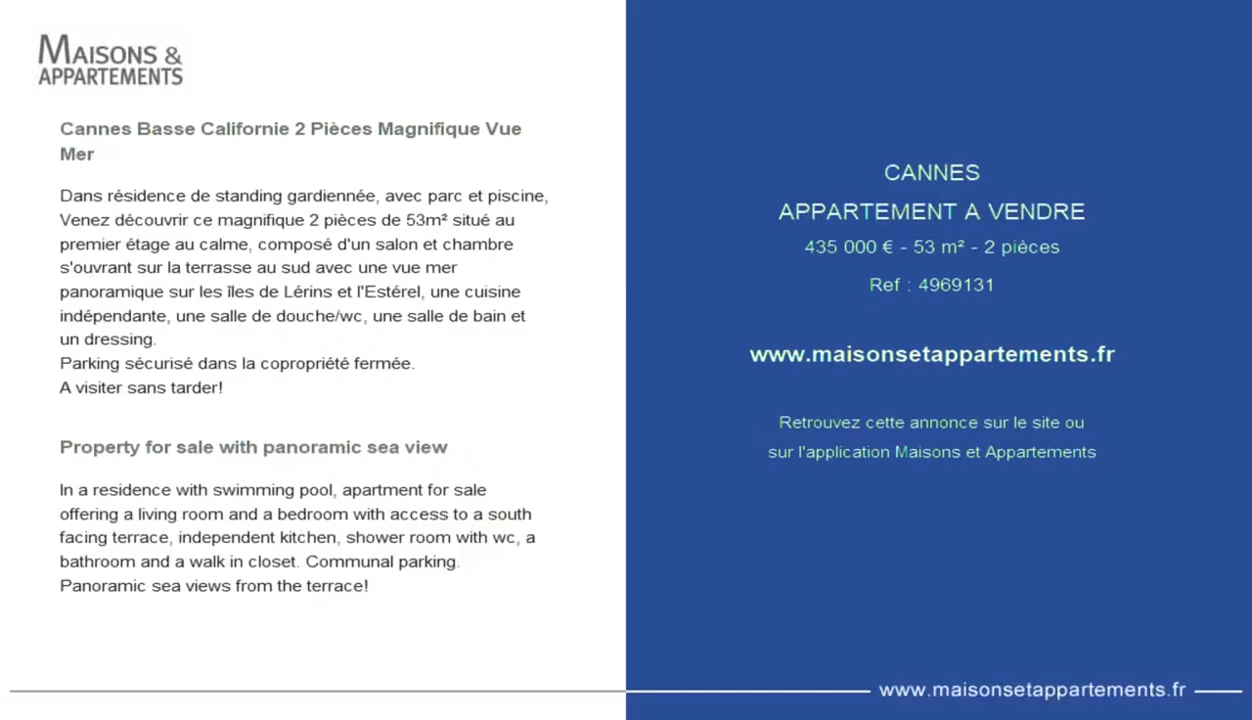 MAISONS &
APPARTEMENTS
Cannes Basse Californie 2 Pièces Magnifique Vue
Mer
Dans résidence de standing gardiennée, avec parc et piscine,
Venez découvrir ce magnifique 2 pièces de 53m² situé au
premier étage au calme, composé d'un salon et chambre
s'ouvrant sur la terrasse au sud avec une vue mer
panoramique sur les îles de Lérins et l'Estérel, une cuisine
indépendante, une salle de douche/wc, une salle de bain et
un dressing.
Parking sécurisé dans la copropriété fermée.
A visiter sans tarder!
Property for sale with panoramic sea view
In a residence with swimming pool, apartment for sale
offering a living room and a bedroom with access to a south
facing terrace, independent kitchen, shower room with wc, a
bathroom and a walk in closet. Communal parking.
Panoramic sea views from the terrace!
CANNES
APPARTEMENT A VENDRE
435 000 € - 53 m² - 2 pièces
Ref : 4969131
www.maisonsetappartements.fr
Retrouvez cette annonce sur le site ou
sur l'application Maisons et Appartements
www.maisonsetappartements.fr